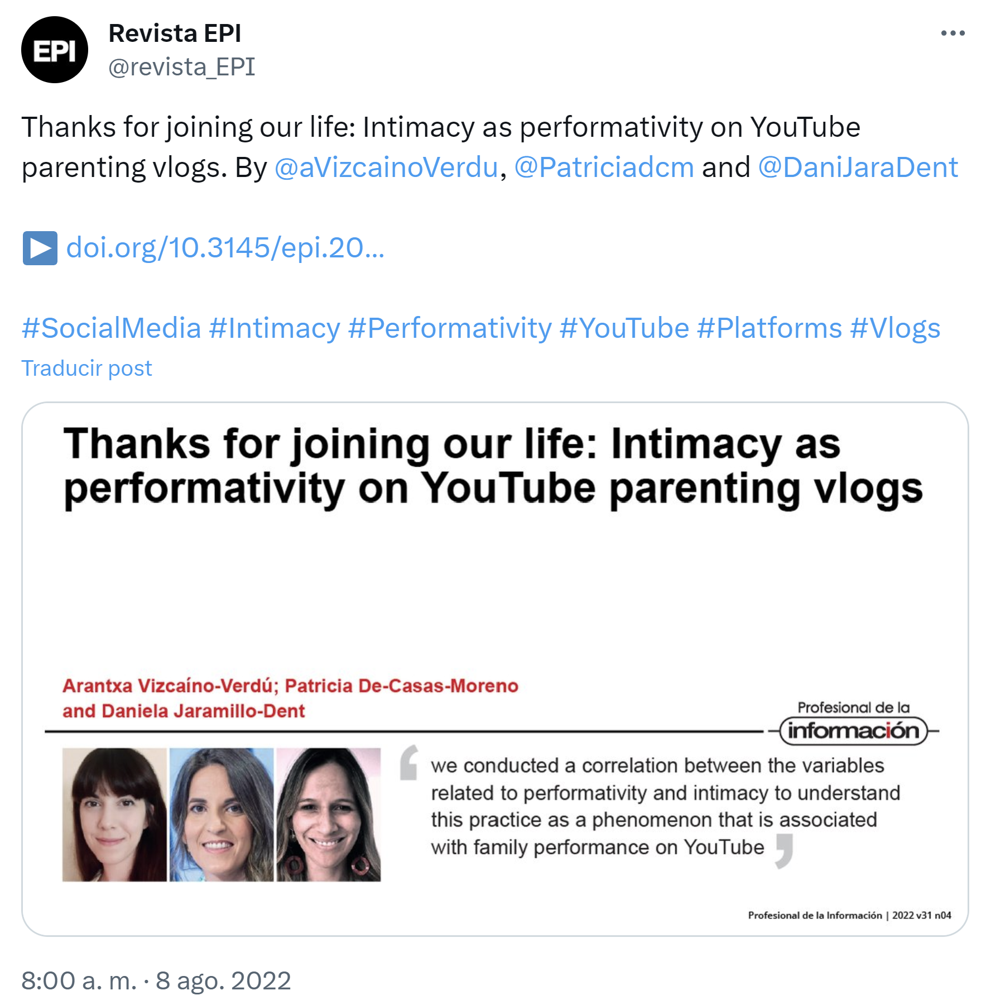 EPI
Revista EPI
@revista_EPI
Thanks for joining our life: Intimacy as performativity on YouTube
parenting vlogs. By @aVizcainoVerdu, @Patriciadcm and @DaniJaraDent
doi.org/10.3145/epi.20…
#SocialMedia #Intimacy #Performativity #YouTube #Platforms #Vlogs
Traducir post
Thanks for joining our life: Intimacy as
performativity on YouTube parenting vlogs
Arantxa Vizcaíno-Verdú; Patricia De-Casas-Moreno
and Daniela Jaramillo-Dent
Profesional de la
información
‘we conducted a correlation between the variables
related to performativity and intimacy to understand
this practice as a phenomenon that is associated
with family performance on YouTube’
Profesional de la Información | 2022 v31 n04
8:00 a. m. · 8 ago. 2022